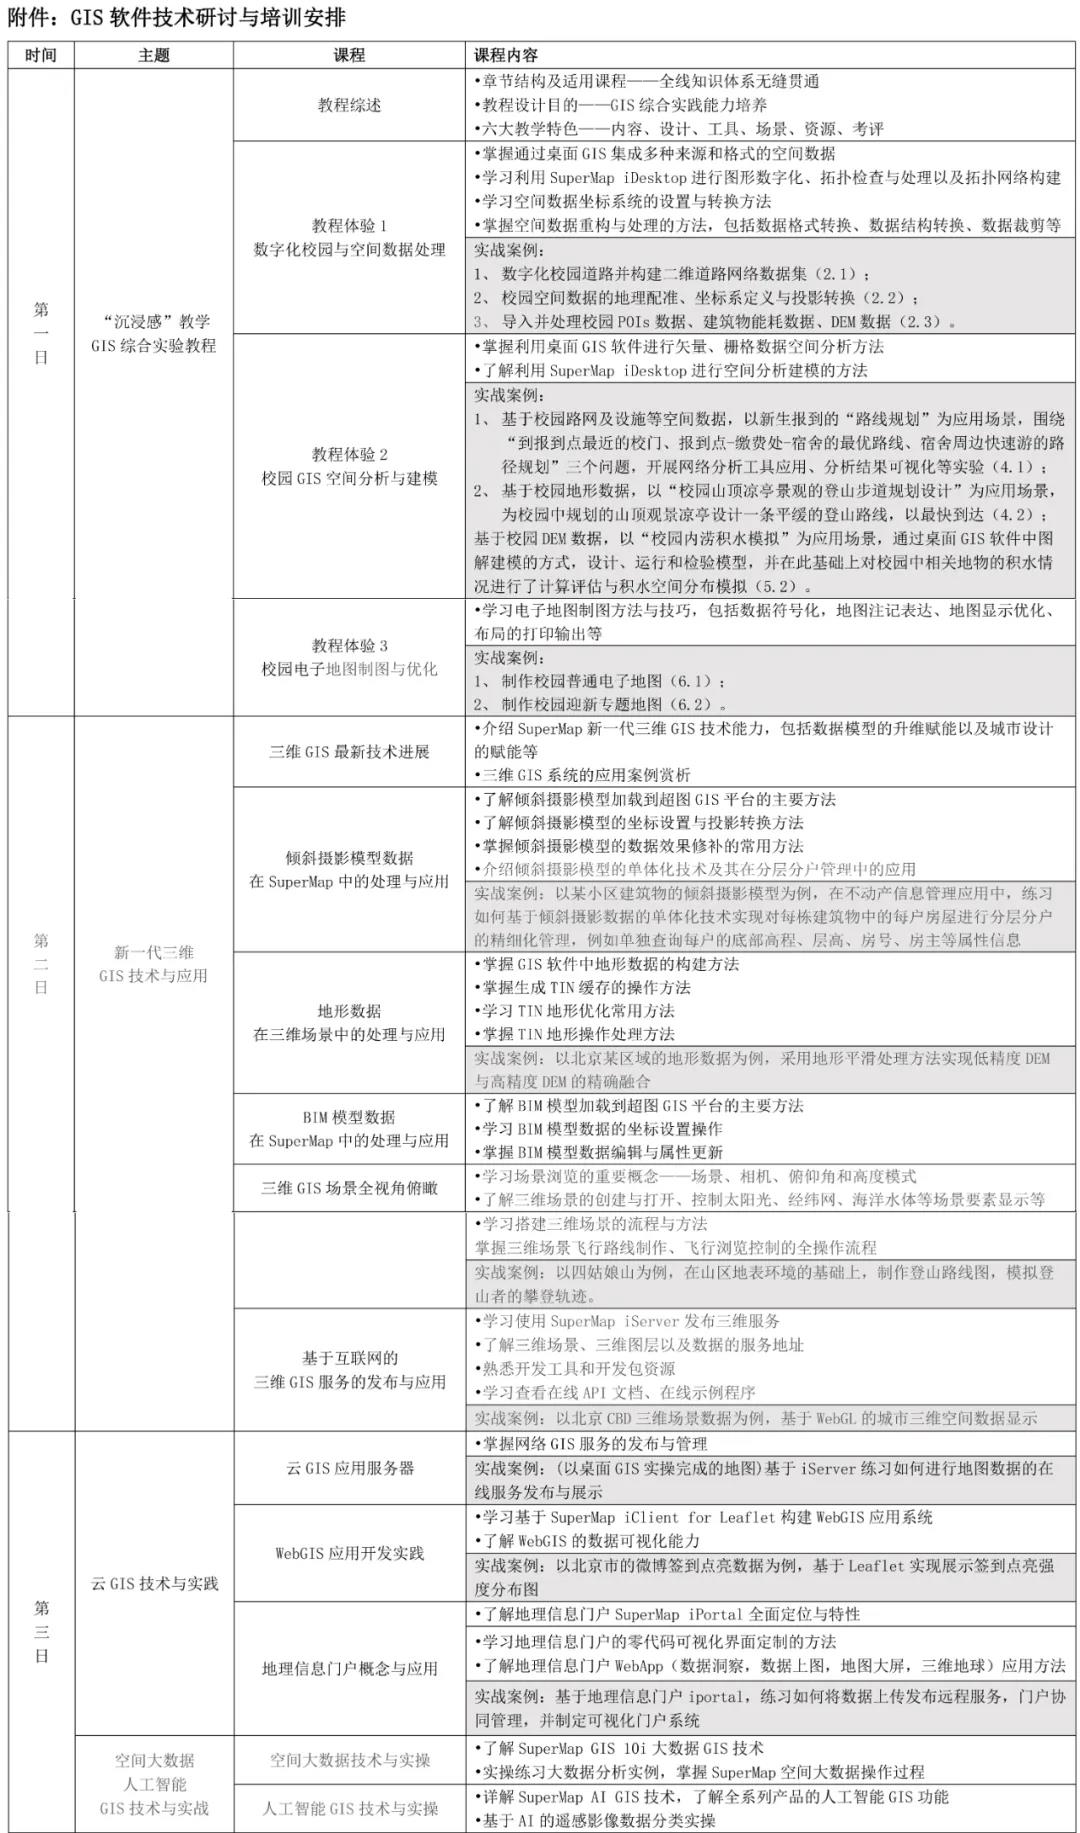 附件：GIS 软件技术研讨与培训安排
时间 主题 课程 课程内容
第
一
日
“沉浸感”教学
GIS 综合实验教程
教程综述
•章节结构及适用课程——全线知识体系无缝贯通
•教程设计目的——GIS 综合实践能力培养
•六大教学特色——内容、设计、工具、场景、资源、考评
教程体验 1
数字化校园与空间数据处理
•掌握通过桌面 GIS 集成多种来源和格式的空间数据
•学习利用 SuperMap iDesktop 进行图形数字化、拓扑检查与处理以及拓扑网络构建
•学习空间数据坐标系统的设置与转换方法
•掌握空间数据重构与处理的方法，包括数据格式转换、数据结构转换、数据裁剪等
实战案例：
1、 数字化校园道路并构建二维道路网络数据集（2.1）；
2、 校园空间数据的地理配准、坐标系定义与投影转换（2.2）；
3、 导入并处理校园 POIs 数据、建筑物能耗数据、DEM 数据（2.3）。
教程体验 2
校园 GIS 空间分析与建模
•掌握利用桌面 GIS 软件进行矢量、栅格数据空间分析方法
•了解利用 SuperMap iDesktop 进行空间分析建模的方法
实战案例：
1、 基于校园路网及设施等空间数据，以新生报到的“路线规划”为应用场景，围绕
“到报到点最近的校门、报到点-缴费处-宿舍的最优路线、宿舍周边快速游的路
径规划”三个问题，开展网络分析工具应用、分析结果可视化等实验（4.1）；
2、 基于校园地形数据，以“校园山顶凉亭景观的登山步道规划设计”为应用场景，
为校园中规划的山顶观景凉亭设计一条平缓的登山路线，以最快到达（4.2）；
基于校园 DEM 数据，以“校园内涝积水模拟”为应用场景，通过桌面 GIS 软件中图
解建模的方式，设计、运行和检验模型，并在此基础上对校园中相关地物的积水情
况进行了计算评估与积水空间分布模拟（5.2）。
教程体验 3
校园电子地图制图与优化
•学习电子地图制图方法与技巧，包括数据符号化，地图注记表达、地图显示优化、
布局的打印输出等
实战案例：
1、 制作校园普通电子地图（6.1）；
2、 制作校园迎新专题地图（6.2）。
第
二
日
新一代三维
GIS 技术与应用
三维 GIS 最新技术进展
•介绍 SuperMap 新一代三维 GIS 技术能力，包括数据模型的升维赋能以及城市设计
的赋能等
•三维 GIS 系统的应用案例赏析
倾斜摄影模型数据
在 SuperMap 中的处理与应用
•了解倾斜摄影模型加载到超图 GIS 平台的主要方法
•了解倾斜摄影模型的坐标设置与投影转换方法
•掌握倾斜摄影模型的数据效果修补的常用方法
•介绍倾斜摄影模型的单体化技术及其在分层分户管理中的应用
实战案例：以某小区建筑物的倾斜摄影模型为例，在不动产信息管理应用中，练习
如何基于倾斜摄影数据的单体化技术实现对每栋建筑物中的每户房屋进行分层分户
的精细化管理，例如单独查询每户的底部高程、层高、房号、房主等属性信息
地形数据
在三维场景中的处理与应用
•掌握 GIS 软件中地形数据的构建方法
•掌握生成 TIN 缓存的操作方法
•学习 TIN 地形优化常用方法
•掌握 TIN 地形操作处理方法
实战案例：以北京某区域的地形数据为例，采用地形平滑处理方法实现低精度 DEM
与高精度 DEM 的精确融合
BIM 模型数据
在 SuperMap 中的处理与应用
•了解 BIM 模型加载到超图 GIS 平台的主要方法
•学习 BIM 模型数据的坐标设置操作
•掌握 BIM 模型数据编辑与属性更新
三维 GIS 场景全视角俯瞰
•学习场景浏览的重要概念——场景、相机、俯仰角和高度模式
•了解三维场景的创建与打开、控制太阳光、经纬网、海洋水体等场景要素显示等
•学习搭建三维场景的流程与方法
掌握三维场景飞行路线制作、飞行浏览控制的全操作流程
实战案例：以四姑娘山为例，在山区地表环境的基础上，制作登山路线图，模拟登
山者的攀登轨迹。
基于互联网的
三维 GIS 服务的发布与应用
•学习使用 SuperMap iServer 发布三维服务
•了解三维场景、三维图层以及数据的服务地址
•熟悉开发工具和开发包资源
•学习查看在线 API 文档、在线示例程序
实战案例：以北京 CBD 三维场景数据为例，基于 WebGL 的城市三维空间数据显示
第
三
日
云 GIS 技术与实践
云 GIS 应用服务器
•掌握网络 GIS 服务的发布与管理
实战案例：(以桌面 GIS 实操完成的地图)基于 iServer 练习如何进行地图数据的在
线服务发布与展示
WebGIS 应用开发实践
•学习基于 SuperMap iClient for Leaflet 构建 WebGIS 应用系统
•了解 WebGIS 的数据可视化能力
实战案例：以北京市的微博签到点亮数据为例，基于 Leaflet 实现展示签到点亮强
度分布图
地理信息门户概念与应用
•了解地理信息门户 SuperMap iPortal 全面定位与特性
•学习地理信息门户的零代码可视化界面定制的方法
•了解地理信息门户 WebApp（数据洞察，数据上图，地图大屏，三维地球）应用方法
实战案例：基于地理信息门户 iportal，练习如何将数据上传发布远程服务，门户协
同管理，并制定可视化门户系统
空间大数据
人工智能
GIS 技术与实战
空间大数据技术与实操
•了解 SuperMap GIS 10i 大数据 GIS 技术
•实操练习大数据分析实例，掌握 SuperMap 空间大数据操作过程
人工智能 GIS 技术与实操
•详解 SuperMap AI GIS 技术，了解全系列产品的人工智能 GIS 功能
•基于 AI 的遥感影像数据分类实操